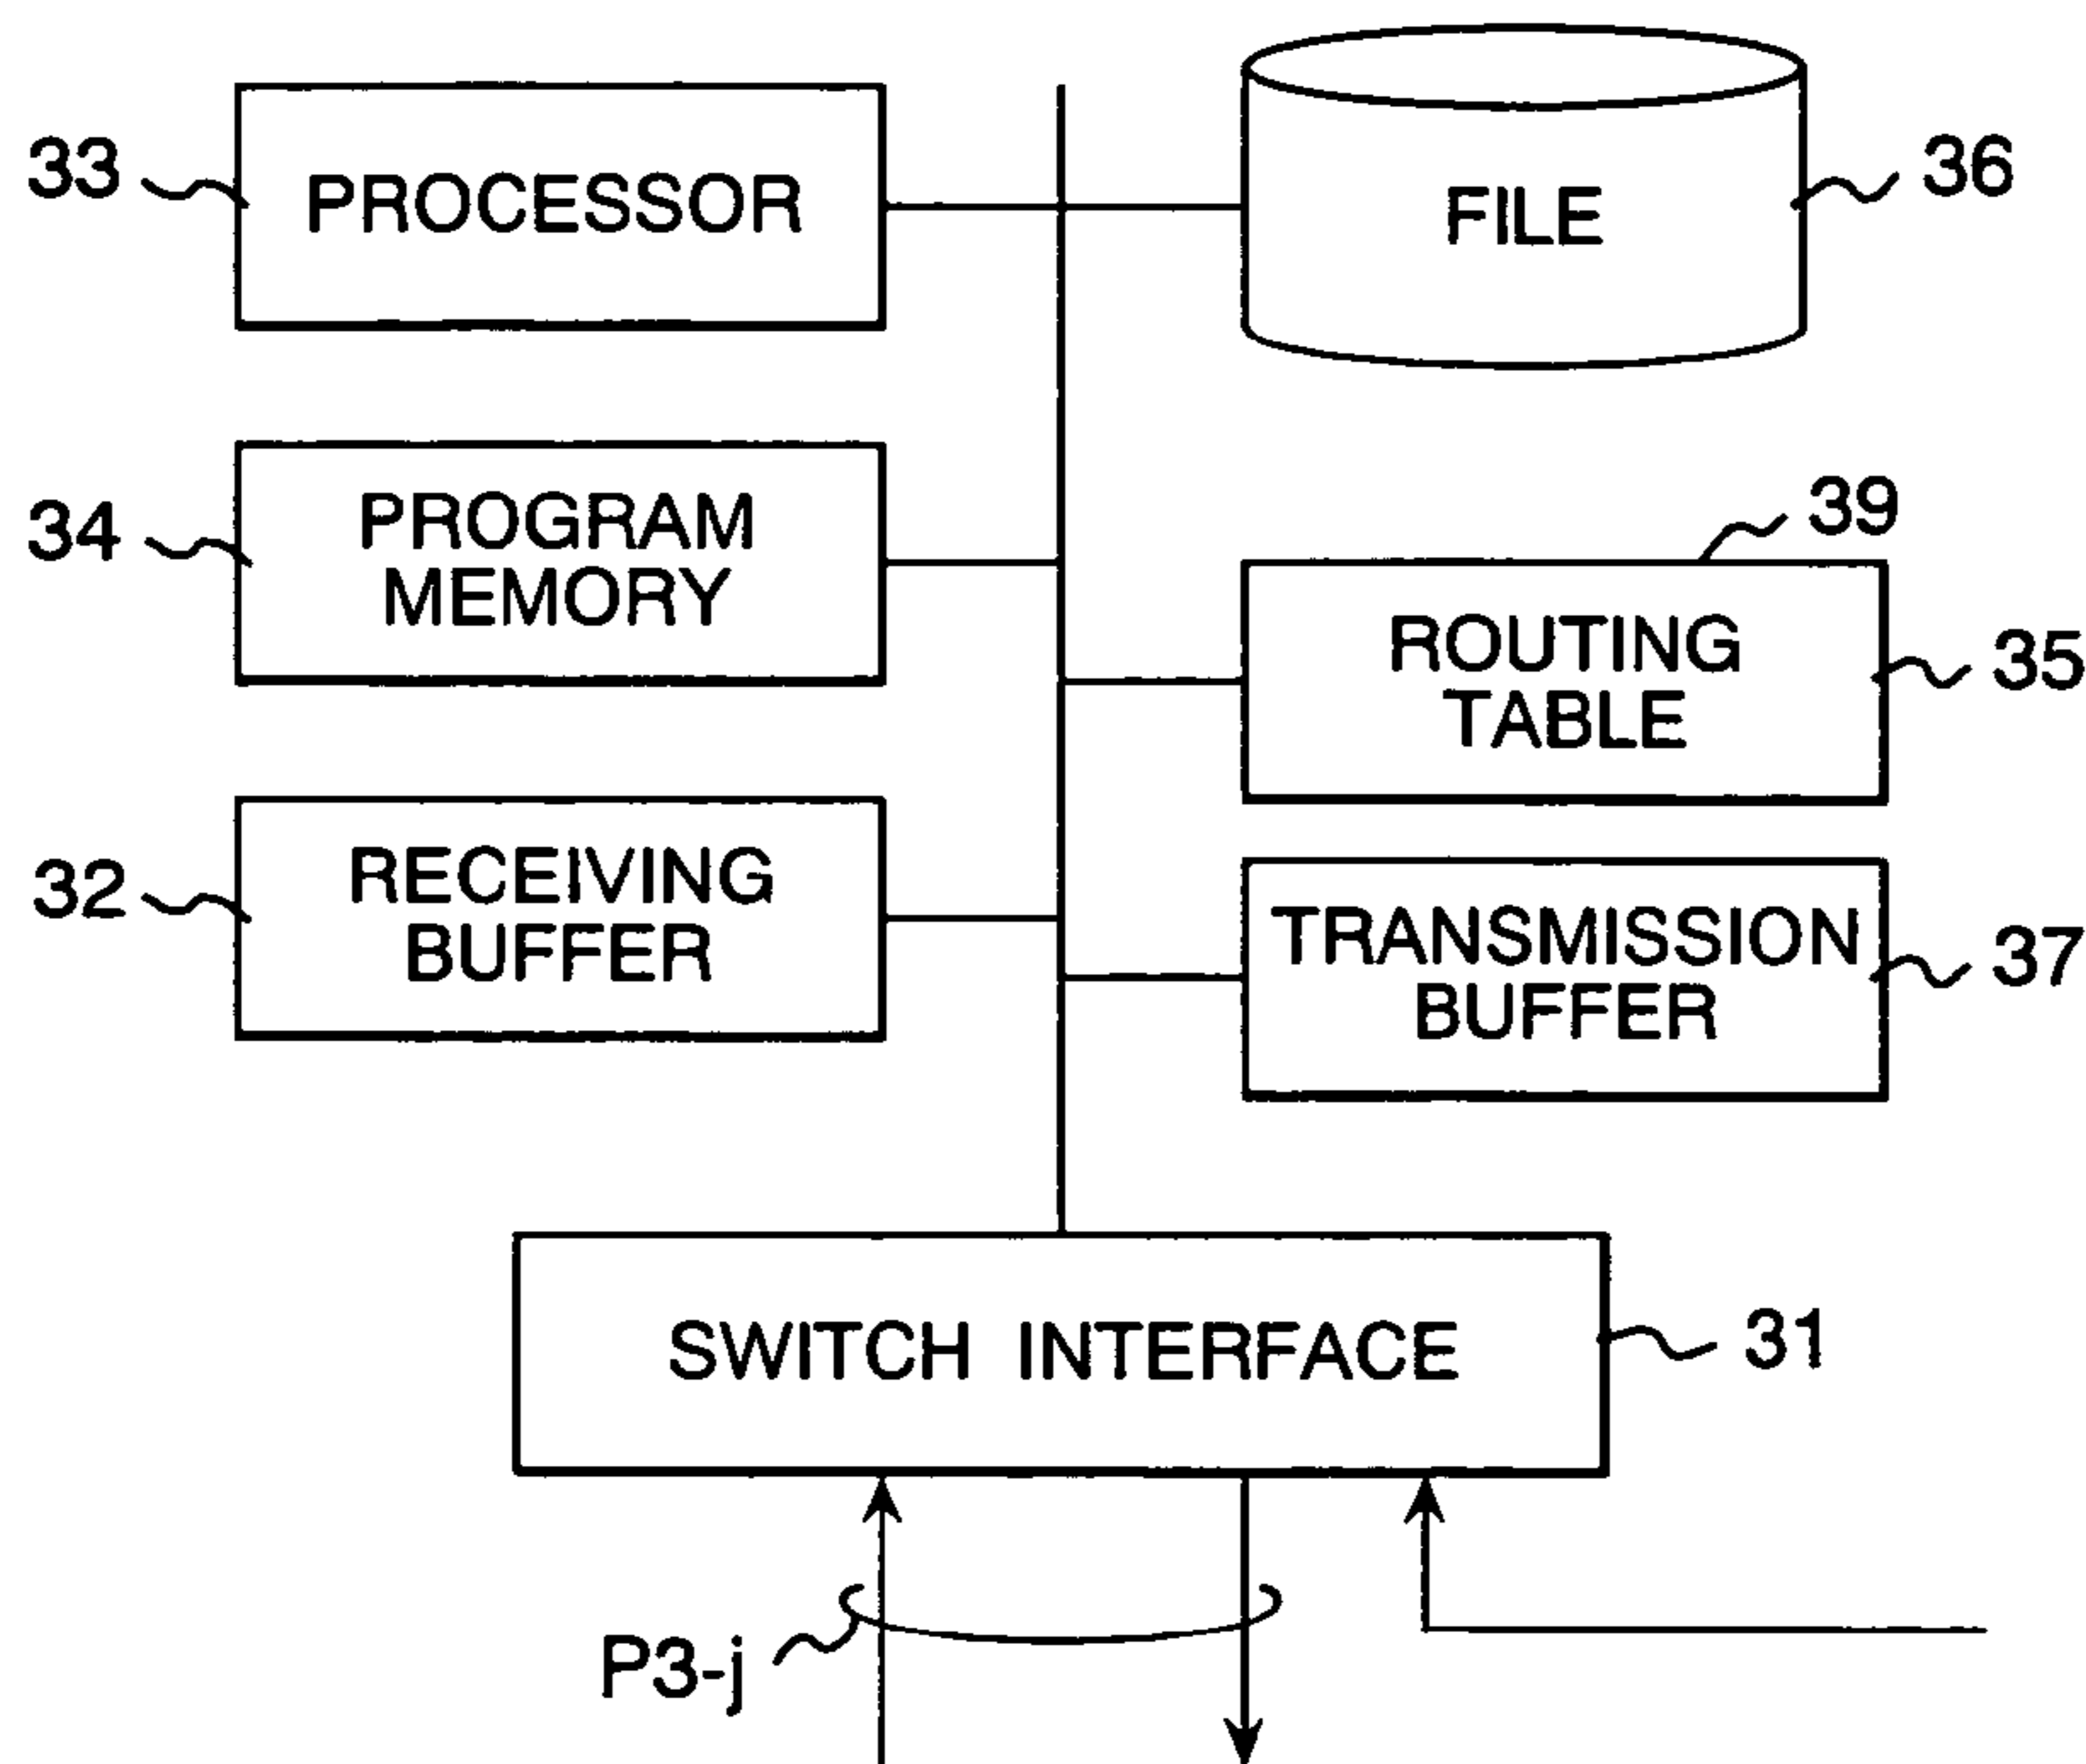 33
PROCESSOR
FILE
36
34
PROGRAM
MEMORY
39
ROUTING
TABLE
35
32
RECEIVING
BUFFER
TRANSMISSION
BUFFER
37
SWITCH INTERFACE
31
P3-j